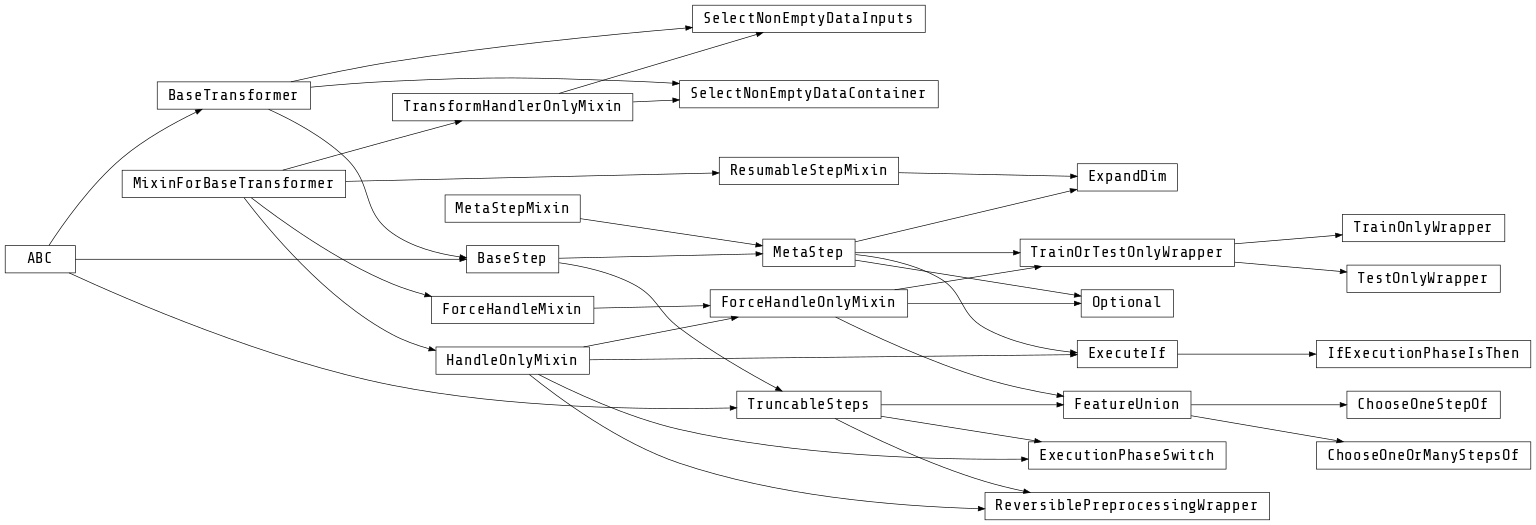 SelectNonEmptyDataInputs
BaseTransformer
SelectNonEmptyDataContainer
TransformHandlerOnlyMixin
ResumableStepMixin
ExpandDim
MixinForBaseTransformer
MetaStepMixin
TrainOnlyWrapper
ABC
BaseStep
MetaStep
TrainOrTestOnlyWrapper
TestOnlyWrapper
ForceHandleMixin
ForceHandleOnlyMixin
Optional
HandleOnlyMixin
ExecuteIf
IfExecutionPhaseIsThen
TruncableSteps
FeatureUnion
ChooseOneStepOf
ExecutionPhaseSwitch
ChooseOneOrManyStepsOf
ReversiblePreprocessingWrapper